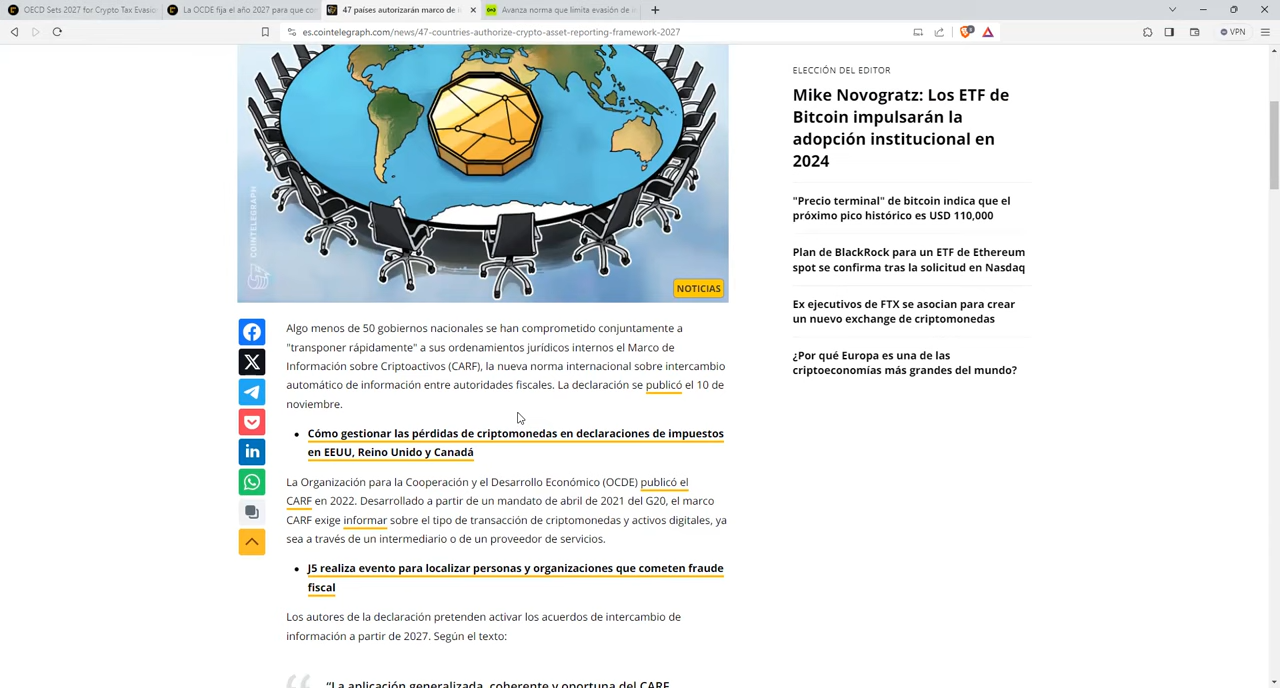 OECD Sets 2027 for Crypto Tax Evasio
La OCDE fija el año 2027 para que co
47 países autorizarán marco de i
Avanza norma que limita evasión de i
es.cointelegraph.com/news/47-countries-authorize-crypto-asset-reporting-framework-2027
VPN
COINTELEGRAPH
NOTICIAS
Algo menos de 50 gobiernos nacionales se han comprometido conjuntamente a
"transponer rápidamente" a sus ordenamientos jurídicos internos el Marco de
Información sobre Criptoactivos (CARF), la nueva norma internacional sobre intercambio
automático de información entre autoridades fiscales. La declaración se publicó el 10 de
noviembre.
• Cómo gestionar las pérdidas de criptomonedas en declaraciones de impuestos
en EEUU, Reino Unido y Canadá
La Organización para la Cooperación y el Desarrollo Económico (OCDE) publicó el
CARF en 2022. Desarrollado a partir de un mandato de abril de 2021 del G20, el marco
CARF exige informar sobre el tipo de transacción de criptomonedas y activos digitales, ya
sea a través de un intermediario o de un proveedor de servicios.
• J5 realiza evento para localizar personas y organizaciones que cometen fraude
fiscal
Los autores de la declaración pretenden activar los acuerdos de intercambio de
información a partir de 2027. Según el texto:
“La aplicación generalizada, coherente y oportuna del CARF
ELECCIÓN DEL EDITOR
Mike Novogratz: Los ETF de
Bitcoin impulsarán la
adopción institucional en
2024
"Precio terminal" de bitcoin indica que el
próximo pico histórico es USD 110,000
Plan de BlackRock para un ETF de Ethereum
spot se confirma tras la solicitud en Nasdaq
Ex ejecutivos de FTX se asocian para crear
un nuevo exchange de criptomonedas
¿Por qué Europa es una de las
criptoeconomías más grandes del mundo?